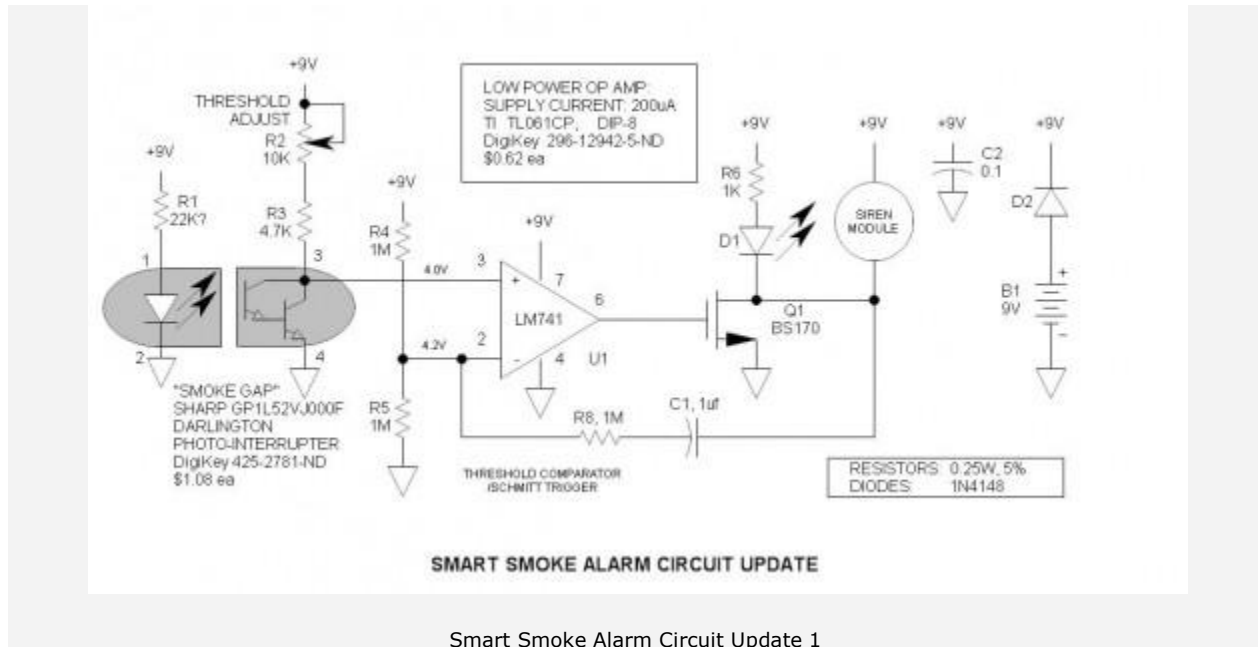 +9V
THRESHOLD
ADJUST
R2
10K
+9V
R1
22K?
R3
4.7K
1
2
3
4
"SMOKE GAP"
SHARP GP1L52VJ000F
DARLINGTON
PHOTO-INTERRUPTER
DigiKey 425-2781-ND
$1.08 ea
LOW POWER OP AMP:
SUPPLY CURRENT: 200uA
TI TL061CP, DIP-8
DigiKey 296-12942-5-ND
$0.62 ea
+9V
R4
1M
4.0V
4.2V
R5
1M
+9V
3
+
7
LM741
6
2
-
4
U1
R8, 1M
C1, 1uf
THRESHOLD COMPARATOR
/SCHMITT TRIGGER
+9V
R6
1K
D1
Q1
BS170
+9V
SIREN
MODULE
+9V
C2
0.1
+9V
D2
+
B1
9V
-
RESISTORS: 0.25W, 5%
DIODES: 1N4148
SMART SMOKE ALARM CIRCUIT UPDATE
Smart Smoke Alarm Circuit Update 1